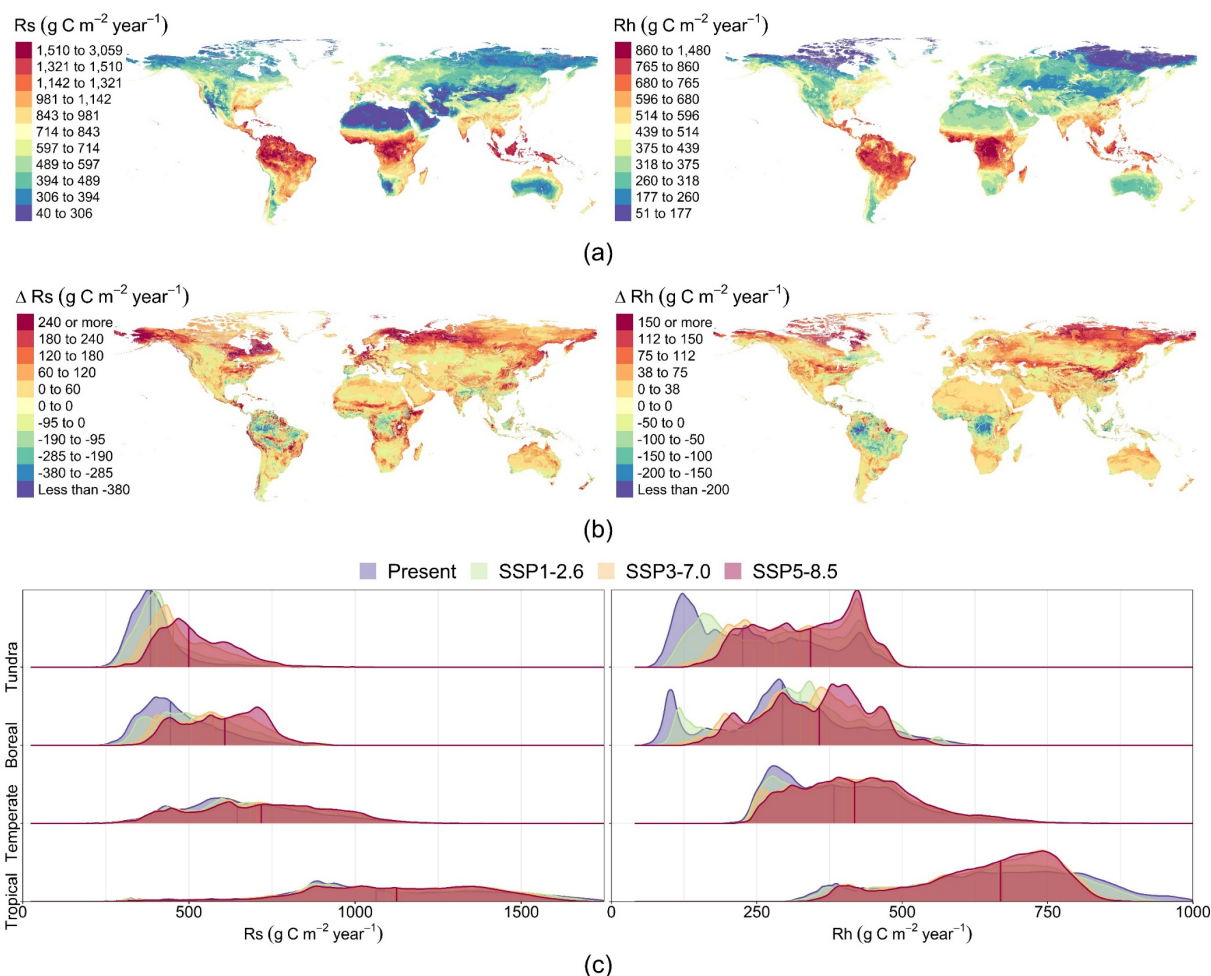 Rs (g C m⁻² year⁻¹)
1,510 to 3,059
1,321 to 1,510
1,142 to 1,321
981 to 1,142
843 to 981
714 to 843
597 to 714
489 to 597
394 to 489
306 to 394
40 to 306
Rh (g C m⁻² year⁻¹)
860 to 1,480
765 to 860
680 to 765
596 to 680
514 to 596
439 to 514
375 to 439
318 to 375
260 to 318
177 to 260
51 to 177
(a)
Δ Rs (g C m⁻² year⁻¹)
240 or more
180 to 240
120 to 180
60 to 120
0 to 60
0 to 0
-95 to 0
-190 to -95
-285 to -190
-380 to -285
Less than -380
Δ Rh (g C m⁻² year⁻¹)
150 or more
112 to 150
75 to 112
38 to 75
0 to 38
0 to 0
-50 to 0
-100 to -50
-150 to -100
-200 to -150
Less than -200
(b)
Present SSP1-2.6 SSP3-7.0 SSP5-8.5
Tundra
Boreal
Temperate
Tropical
0 500 1000 1500
Rs (g C m⁻² year⁻¹)
250 500 750 1000
Rh (g C m⁻² year⁻¹)
(c)